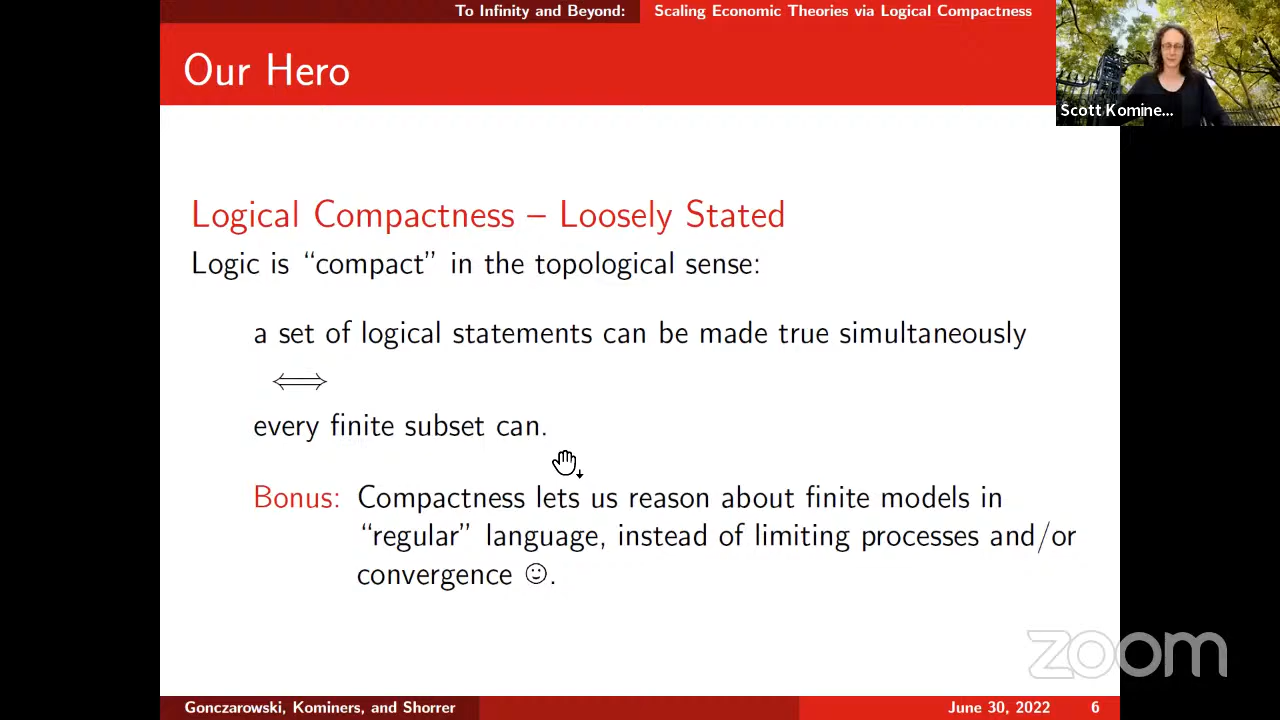 To Infinity and Beyond: Scaling Economic Theories via Logical Compactness
Our Hero
Scott Komine...
Logical Compactness – Loosely Stated
Logic is “compact” in the topological sense:
a set of logical statements can be made true simultaneously
⟺
every finite subset can.
Bonus: Compactness lets us reason about finite models in
“regular” language, instead of limiting processes and/or
convergence ☺.
zoom
Gonczarowski, Kominers, and Shorrer June 30, 2022 6